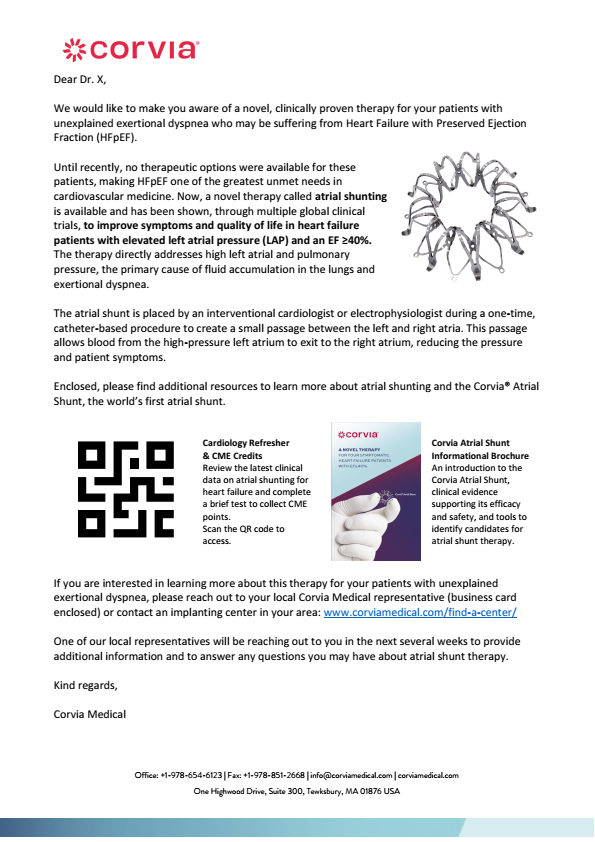 corvia®
Dear Dr. X,
We would like to make you aware of a novel, clinically proven therapy for your patients with
unexplained exertional dyspnea who may be suffering from Heart Failure with Preserved Ejection
Fraction (HFpEF).
Until recently, no therapeutic options were available for these
patients, making HFpEF one of the greatest unmet needs in
cardiovascular medicine. Now, a novel therapy called atrial shunting
is available and has been shown, through multiple global clinical
trials, to improve symptoms and quality of life in heart failure
patients with elevated left atrial pressure (LAP) and an EF ≥40%.
The therapy directly addresses high left atrial and pulmonary
pressure, the primary cause of fluid accumulation in the lungs and
exertional dyspnea.
The atrial shunt is placed by an interventional cardiologist or electrophysiologist during a one-time,
catheter-based procedure to create a small passage between the left and right atria. This passage
allows blood from the high-pressure left atrium to exit to the right atrium, reducing the pressure
and patient symptoms.
Enclosed, please find additional resources to learn more about atrial shunting and the Corvia® Atrial
Shunt, the world's first atrial shunt.
Cardiology Refresher
& CME Credits
Review the latest clinical
data on atrial shunting for
heart failure and complete
a brief test to collect CME
points.
Scan the QR code to
access.
corvia
A NOVEL THERAPY
FOR YOUR SYMPTOMATIC
HEART FAILURE PATIENTS
WITH EF≥40%
Corvia Atrial Shunt
Informational Brochure
An introduction to the
Corvia Atrial Shunt,
clinical evidence
supporting its efficacy
and safety, and tools to
identify candidates for
atrial shunt therapy.
If you are interested in learning more about this therapy for your patients with unexplained
exertional dyspnea, please reach out to your local Corvia Medical representative (business card
enclosed) or contact an implanting center in your area: www.corviamedical.com/find-a-center/
One of our local representatives will be reaching out to you in the next several weeks to provide
additional information and to answer any questions you may have about atrial shunt therapy.
Kind regards,
Corvia Medical
Office: +1-978-654-6123 | Fax: +1-978-851-2668 | info@corviamedical.com | corviamedical.com
One Highwood Drive, Suite 300, Tewksbury, MA 01876 USA